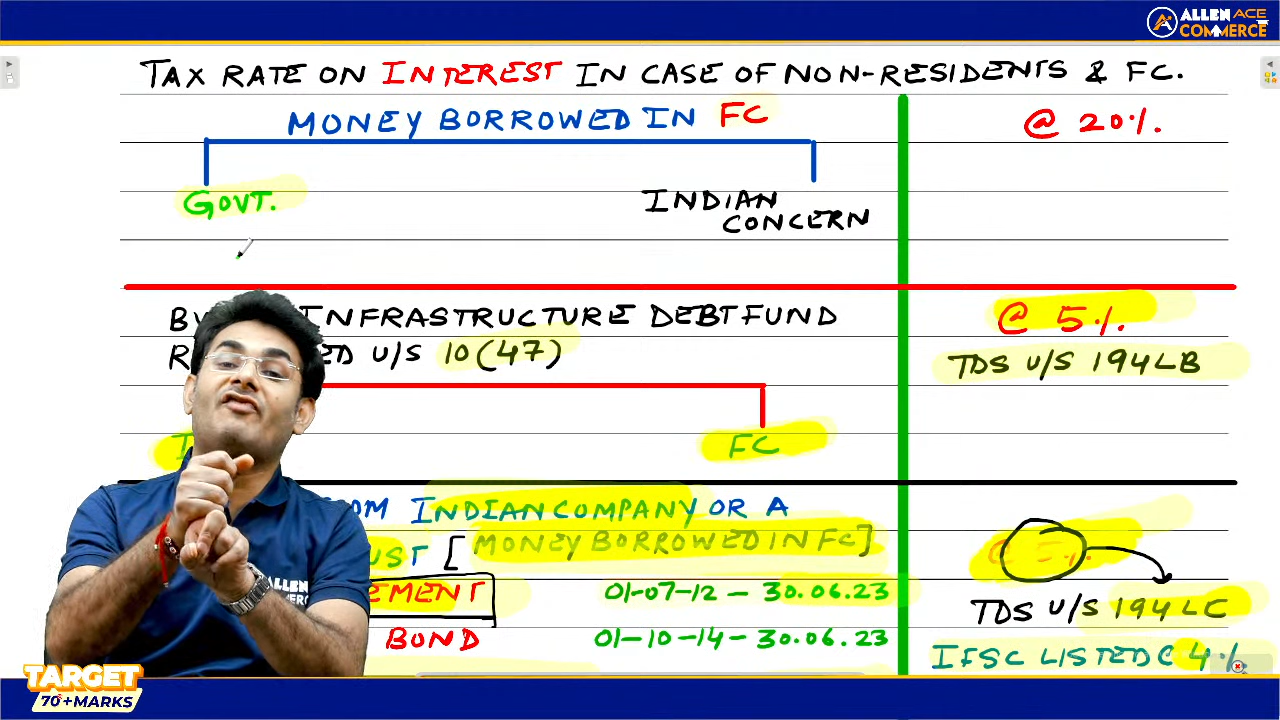 ALLEN ACE
COMMERCE
TAX RATE ON INTEREST IN CASE OF NON-RESIDENTS & FC.
MONEY BORROWED IN FC
@ 20%.
GOVT.
INDIAN
CONCERN
INFRASTRUCTURE DEBT FUND
@ 5%.
U/S 10(47)
TDS U/S 194LB
FC
INDIAN COMPANY OR A
[MONEY BORROWED IN FC]
@ 5%.
EMENT
01-07-12 - 30.06.23
TDS U/S 194LC
BOND
01-10-14 - 30.06.23
IFSC LISTED @ 4%
ALLEN
TARGET
70+MARKS